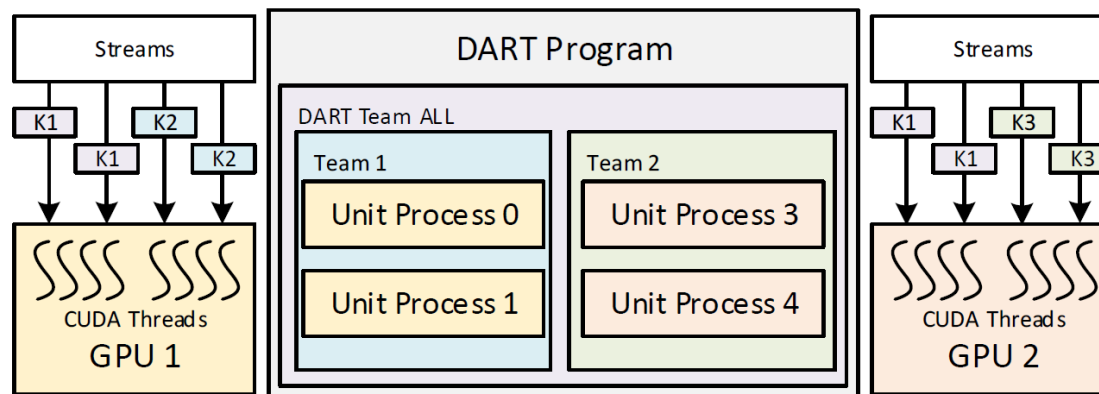 Streams
K1
K2
K1
K2
CUDA Threads
GPU 1
DART Program
DART Team ALL
Team 1
Unit Process 0
Unit Process 1
Team 2
Unit Process 3
Unit Process 4
Streams
K1
K3
K1
K3
CUDA Threads
GPU 2